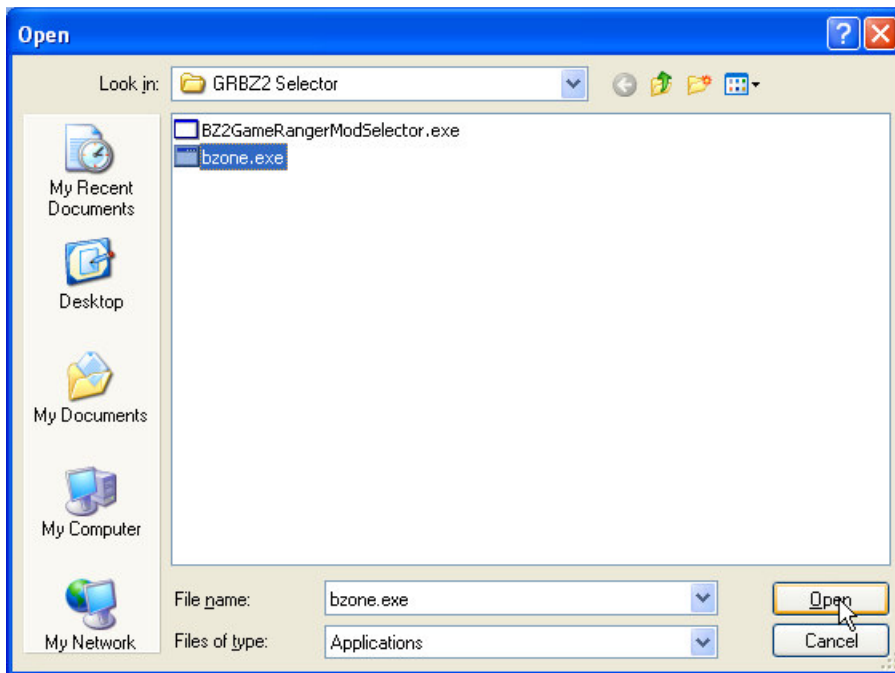 Open
Look in:
GRBZ2 Selector
BZ2GameRangerModSelector.exe
bzone.exe
My Recent
Documents
Desktop
My Documents
My Computer
My Network
File name:
bzone.exe
Open
Files of type:
Applications
Cancel